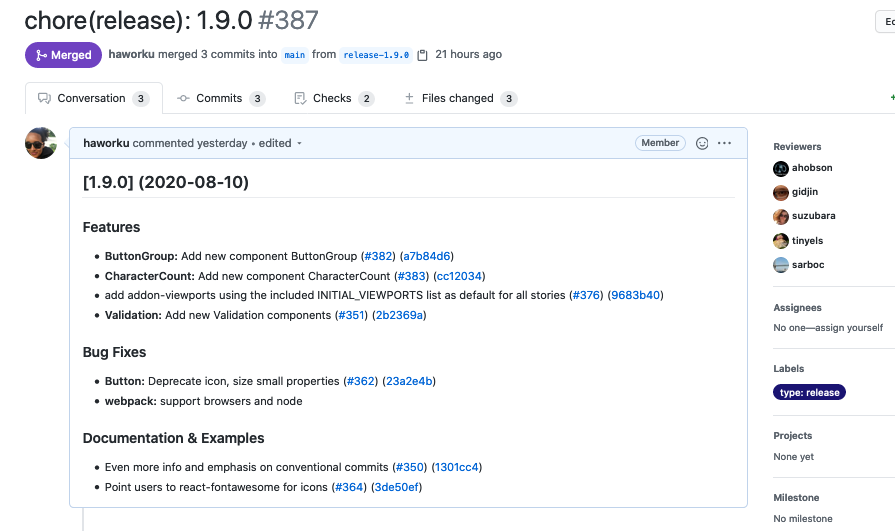 chore(release): 1.9.0 #387
Merged haworku merged 3 commits into main from release-1.9.0 21 hours ago
Conversation 3 Commits 3 Checks 2 Files changed 3
haworku commented yesterday • edited
Member
[1.9.0] (2020-08-10)
Features
• ButtonGroup: Add new component ButtonGroup (#382) (a7b84d6)
• CharacterCount: Add new component CharacterCount (#383) (cc12034)
• add addon-viewports using the included INITIAL_VIEWPORTS list as default for all stories (#376) (9683b40)
• Validation: Add new Validation components (#351) (2b2369a)
Bug Fixes
• Button: Deprecate icon, size small properties (#362) (23a2e4b)
• webpack: support browsers and node
Documentation & Examples
• Even more info and emphasis on conventional commits (#350) (1301cc4)
• Point users to react-fontawesome for icons (#364) (3de50ef)
Reviewers
ahobson
gidjin
suzubara
tinyels
sarboc
Assignees
No one—assign yourself
Labels
type: release
Projects
None yet
Milestone
No milestone